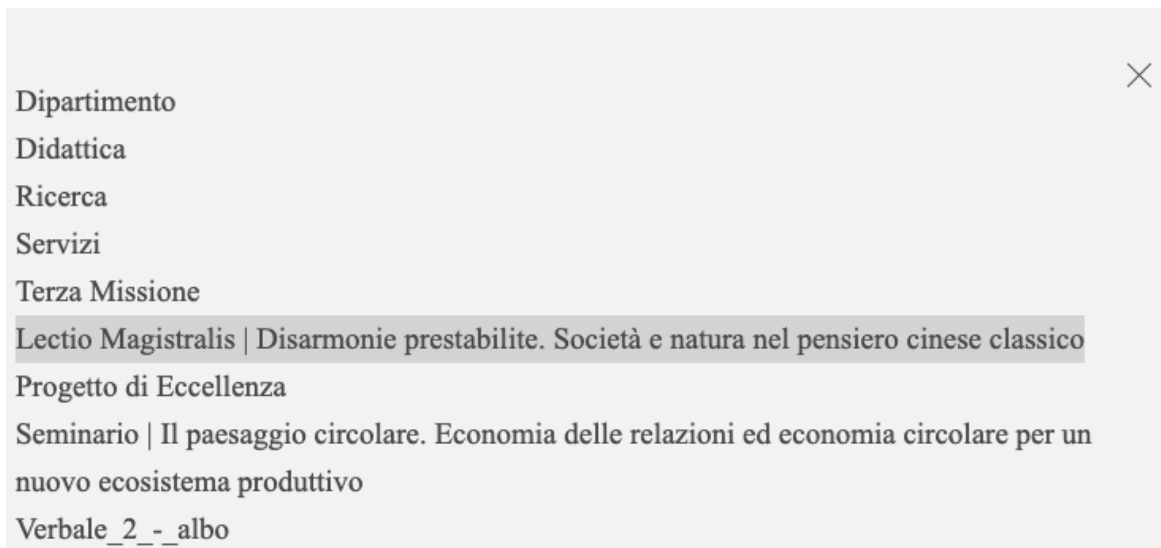 Dipartimento
Didattica
Ricerca
Servizi
Terza Missione
Lectio Magistralis | Disarmonie prestabilite. Società e natura nel pensiero cinese classico
Progetto di Eccellenza
Seminario | Il paesaggio circolare. Economia delle relazioni ed economia circolare per un
nuovo ecosistema produttivo
Verbale_2_-_albo